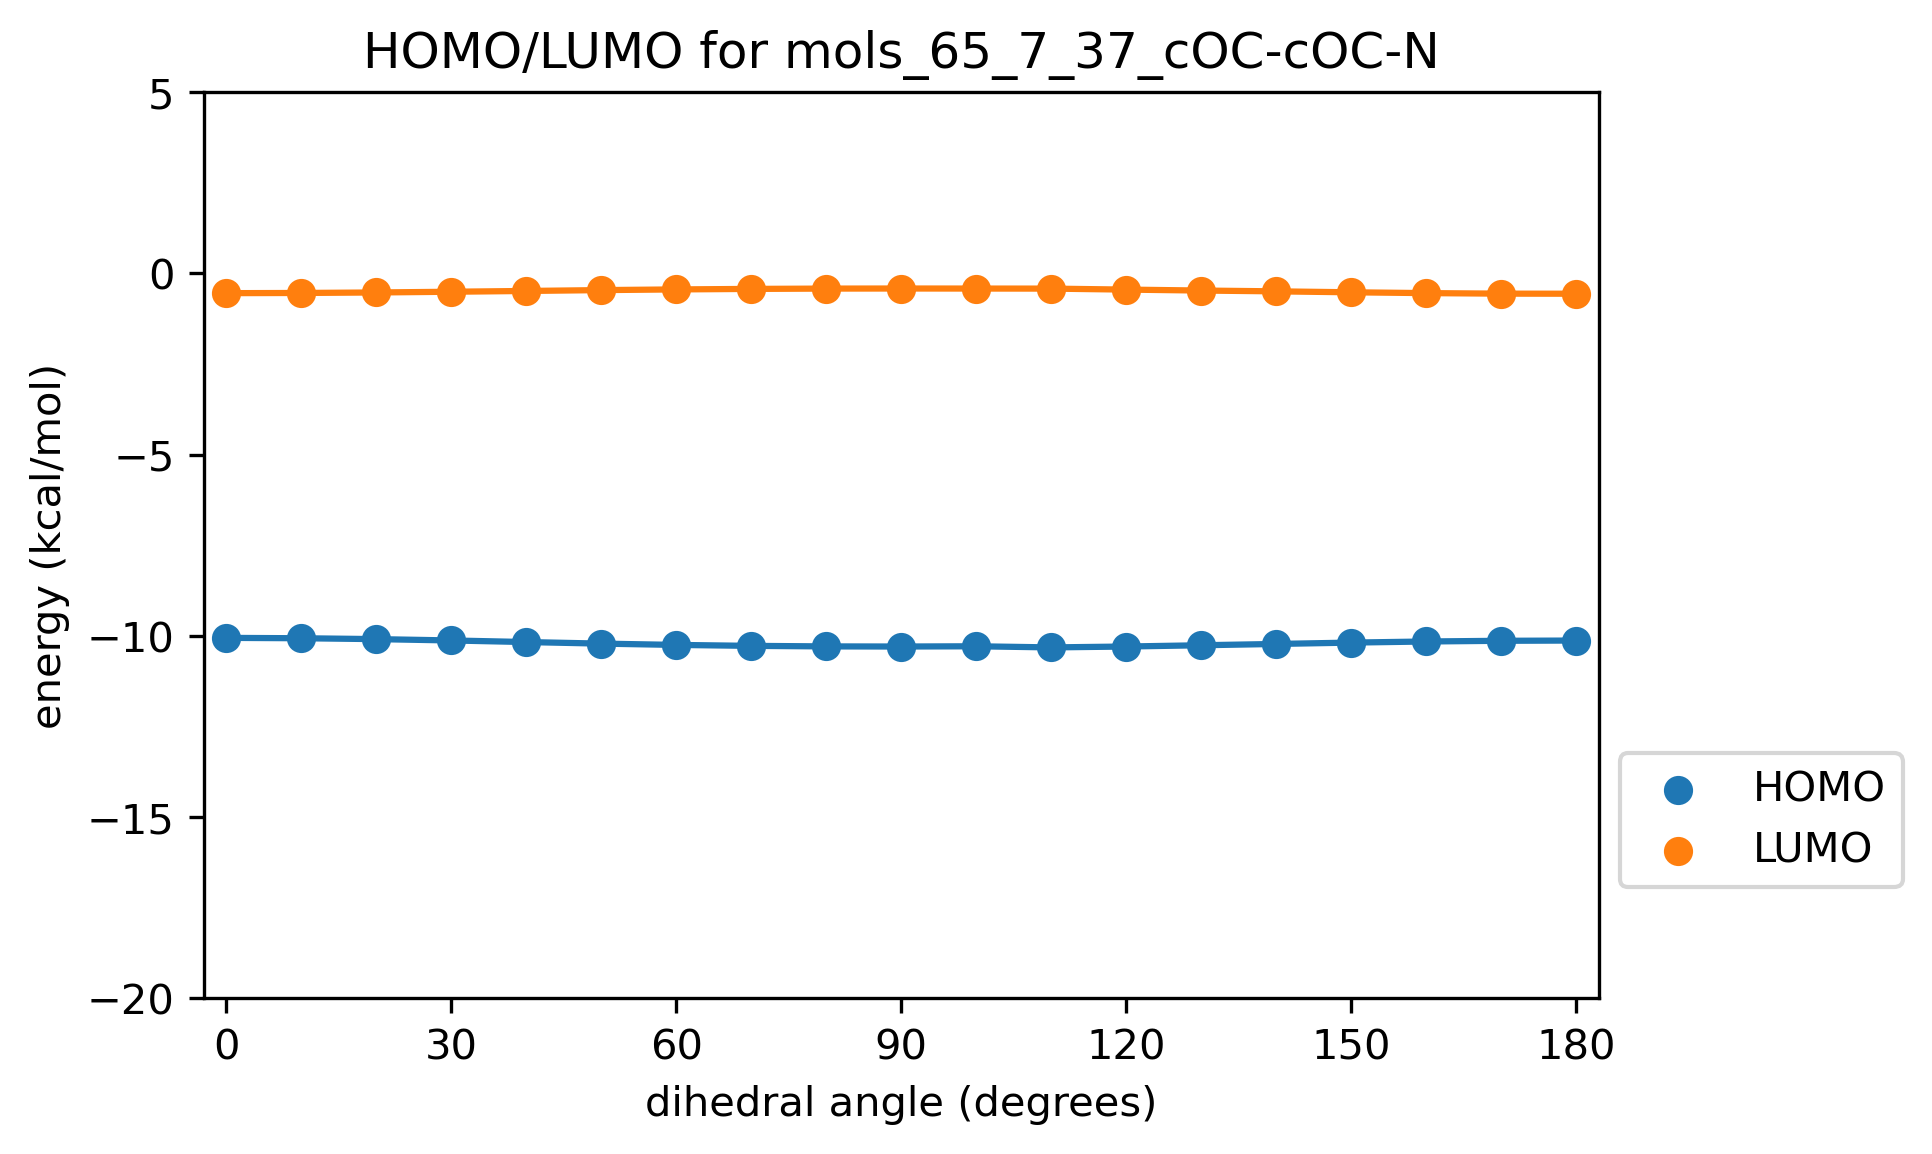 HOMO/LUMO for mols_65_7_37_cOC-cOC-N
5
0
−5
−10
−15
−20
energy (kcal/mol)
0 30 60 90 120 150 180
dihedral angle (degrees)
HOMO
LUMO